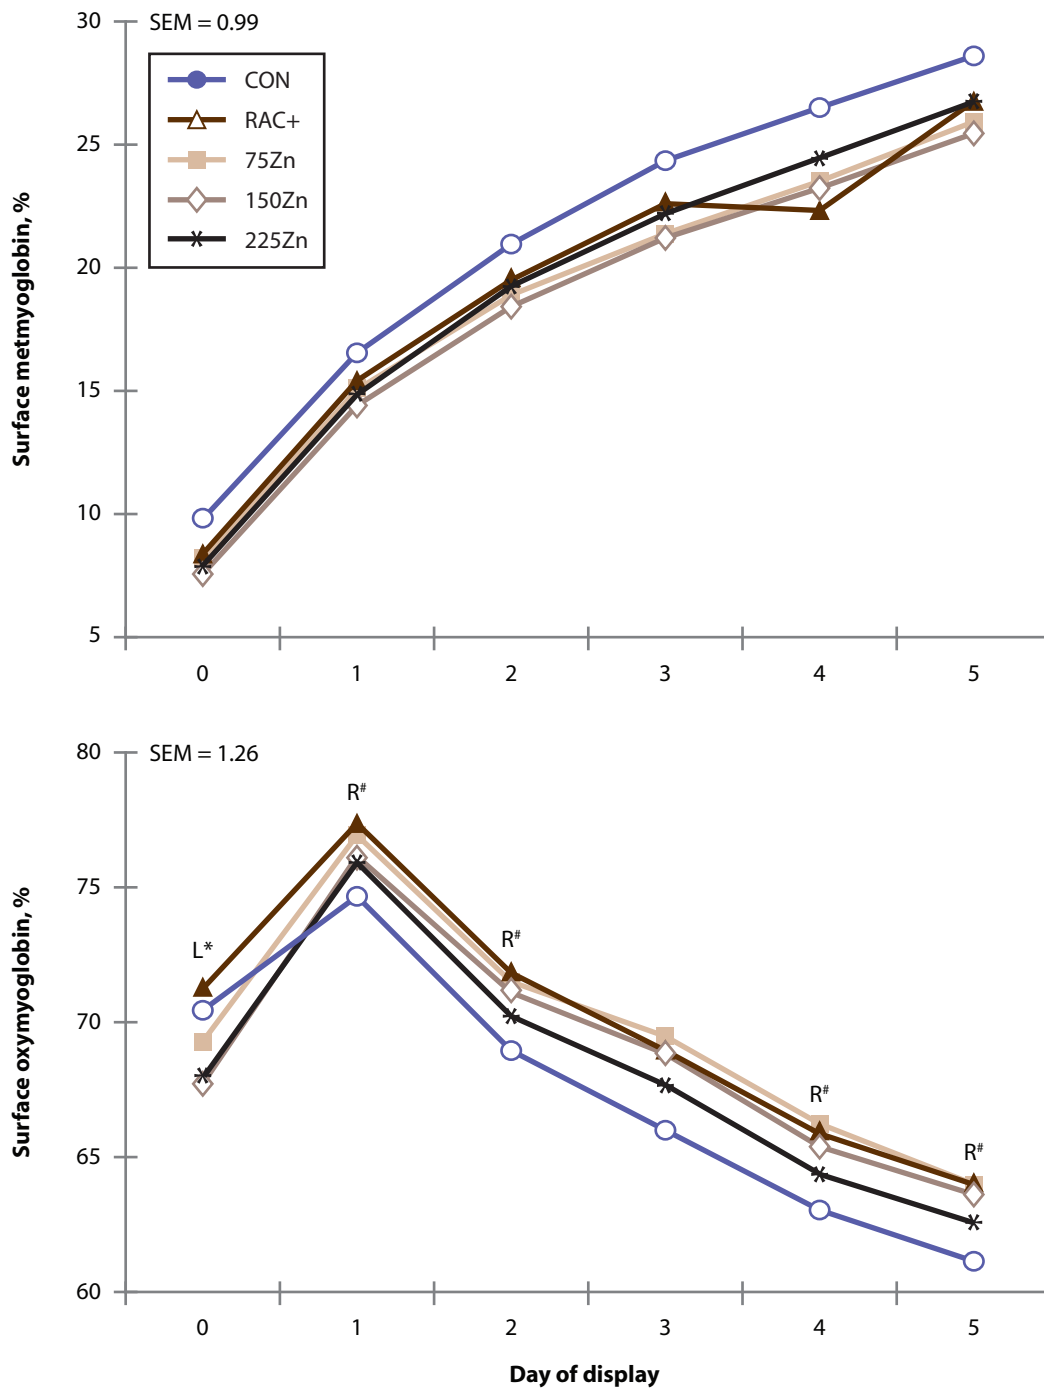 SEM = 0.99
CON
RAC+
75Zn
150Zn
225Zn
Surface metmyoglobin, %
30
25
20
15
10
5
0 1 2 3 4 5
SEM = 1.26
Surface oxymyoglobin, %
80
75
70
65
60
L*
R#
R#
R#
R#
0 1 2 3 4 5
Day of display